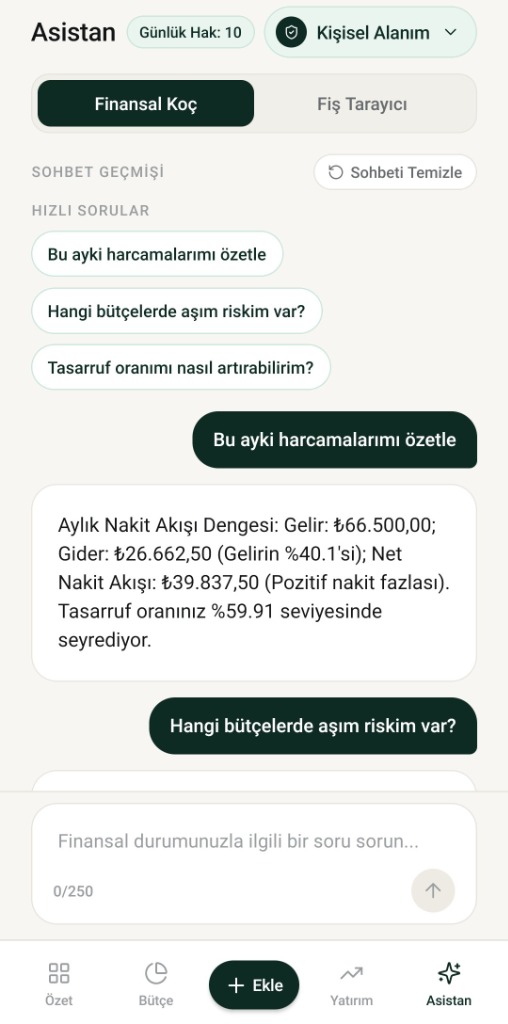 Asistan
Günlük Hak: 10
Kişisel Alanım
Finansal Koç
Fiş Tarayıcı
SOHBET GEÇMİŞİ
Sohbeti Temizle
HIZLI SORULAR
Bu ayki harcamalarımı özetle
Hangi bütçelerde aşım riskim var?
Tasarruf oranımı nasıl artırabilirim?
Bu ayki harcamalarımı özetle
Aylık Nakit Akışı Dengesi: Gelir: ₺66.500,00;
Gider: ₺26.662,50 (Gelirin %40.1'si); Net
Nakit Akışı: ₺39.837,50 (Pozitif nakit fazlası).
Tasarruf oranınız %59.91 seviyesinde
seyrediyor.
Hangi bütçelerde aşım riskim var?
Finansal durumunuzla ilgili bir soru sorun...
0/250
Özet
Bütçe
+ Ekle
Yatırım
Asistan